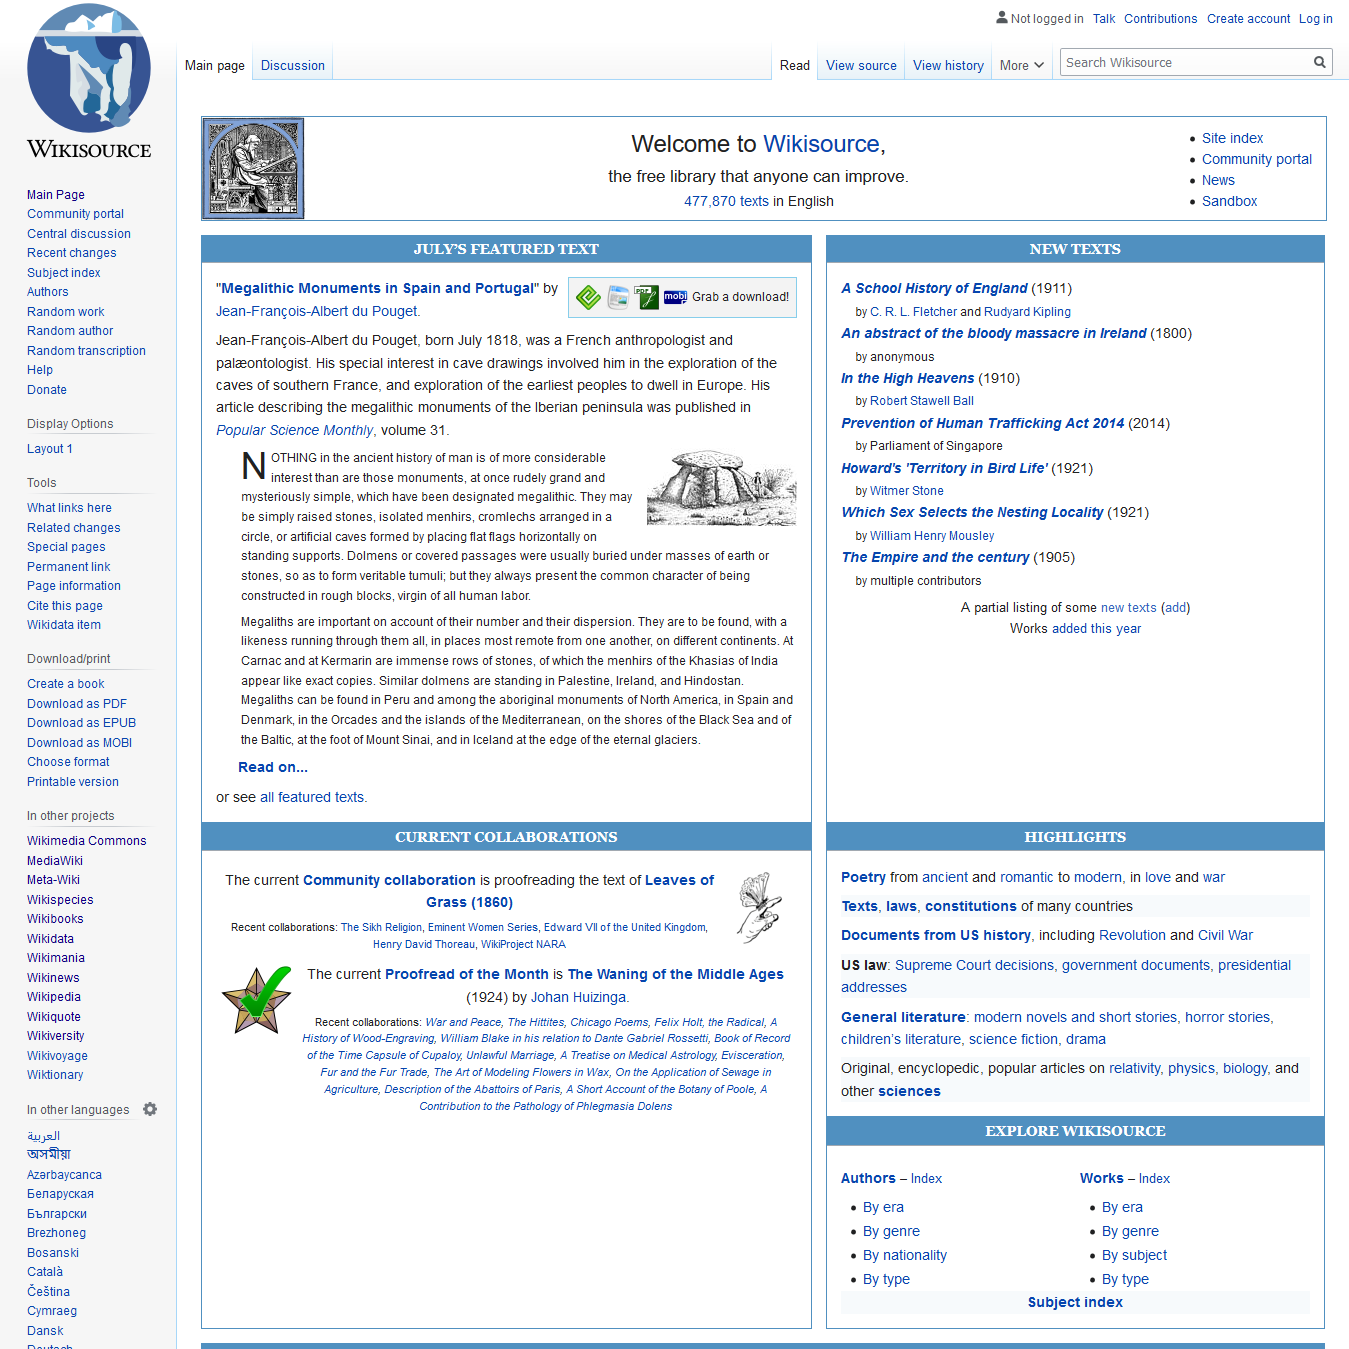 Not logged in Talk Contributions Create account Log in
Main page Discussion Read View source View history More Search Wikisource
WIKISOURCE
Main Page
Community portal
Central discussion
Recent changes
Subject index
Authors
Random work
Random author
Random transcription
Help
Donate
Display Options
Layout 1
Tools
What links here
Related changes
Special pages
Permanent link
Page information
Cite this page
Wikidata item
Download/print
Create a book
Download as PDF
Download as EPUB
Download as MOBI
Choose format
Printable version
In other projects
Wikimedia Commons
MediaWiki
Meta-Wiki
Wikispecies
Wikibooks
Wikidata
Wikimania
Wikinews
Wikipedia
Wikiquote
Wikiversity
Wikivoyage
Wiktionary
In other languages
العربية
অসমীয়া
Azərbaycanca
Беларуская
Български
Brezhoneg
Bosanski
Català
Čeština
Cymraeg
Dansk
Deutsch
Welcome to Wikisource,
the free library that anyone can improve.
477,870 texts in English
Site index
Community portal
News
Sandbox
JULY'S FEATURED TEXT
"Megalithic Monuments in Spain and Portugal" by
Jean-François-Albert du Pouget.
PDF mobi Grab a download!
Jean-François-Albert du Pouget, born July 1818, was a French anthropologist and
palæontologist. His special interest in cave drawings involved him in the exploration of the
caves of southern France, and exploration of the earliest peoples to dwell in Europe. His
article describing the megalithic monuments of the Iberian peninsula was published in
Popular Science Monthly, volume 31.
NOTHING in the ancient history of man is of more considerable
interest than are those monuments, at once rudely grand and
mysteriously simple, which have been designated megalithic. They may
be simply raised stones, isolated menhirs, cromlechs arranged in a
circle, or artificial caves formed by placing flat flags horizontally on
standing supports. Dolmens or covered passages were usually buried under masses of earth or
stones, so as to form veritable tumuli; but they always present the common character of being
constructed in rough blocks, virgin of all human labor.
Megaliths are important on account of their number and their dispersion. They are to be found, with a
likeness running through them all, in places most remote from one another, on different continents. At
Carnac and at Kermarin are immense rows of stones, of which the menhirs of the Khasias of India
appear like exact copies. Similar dolmens are standing in Palestine, Ireland, and Hindostan.
Megaliths can be found in Peru and among the aboriginal monuments of North America, in Spain and
Denmark, in the Orcades and the islands of the Mediterranean, on the shores of the Black Sea and of
the Baltic, at the foot of Mount Sinai, and in Iceland at the edge of the eternal glaciers.
Read on...
or see all featured texts.
NEW TEXTS
A School History of England (1911)
by C. R. L. Fletcher and Rudyard Kipling
An abstract of the bloody massacre in Ireland (1800)
by anonymous
In the High Heavens (1910)
by Robert Stawell Ball
Prevention of Human Trafficking Act 2014 (2014)
by Parliament of Singapore
Howard's 'Territory in Bird Life' (1921)
by Witmer Stone
Which Sex Selects the Nesting Locality (1921)
by William Henry Mousley
The Empire and the century (1905)
by multiple contributors
A partial listing of some new texts (add)
Works added this year
CURRENT COLLABORATIONS
The current Community collaboration is proofreading the text of Leaves of
Grass (1860)
Recent collaborations: The Sikh Religion, Eminent Women Series, Edward VII of the United Kingdom,
Henry David Thoreau, WikiProject NARA
The current Proofread of the Month is The Waning of the Middle Ages
(1924) by Johan Huizinga.
Recent collaborations: War and Peace, The Hittites, Chicago Poems, Felix Holt, the Radical, A
History of Wood-Engraving, William Blake in his relation to Dante Gabriel Rossetti, Book of Record
of the Time Capsule of Cupaloy, Unlawful Marriage, A Treatise on Medical Astrology, Evisceration,
Fur and the Fur Trade, The Art of Modeling Flowers in Wax, On the Application of Sewage in
Agriculture, Description of the Abattoirs of Paris, A Short Account of the Botany of Poole, A
Contribution to the Pathology of Phlegmasia Dolens
HIGHLIGHTS
Poetry from ancient and romantic to modern, in love and war
Texts, laws, constitutions of many countries
Documents from US history, including Revolution and Civil War
US law: Supreme Court decisions, government documents, presidential
addresses
General literature: modern novels and short stories, horror stories,
children's literature, science fiction, drama
Original, encyclopedic, popular articles on relativity, physics, biology, and
other sciences
EXPLORE WIKISOURCE
Authors – Index
By era
By genre
By nationality
By type
Works – Index
By era
By genre
By subject
By type
Subject index